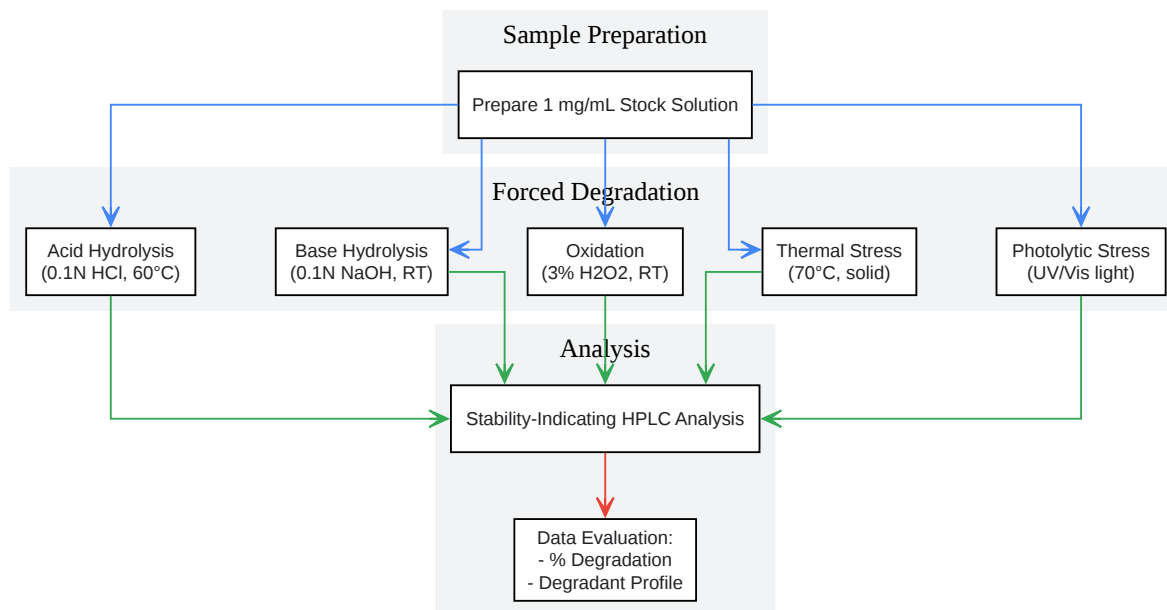 Sample Preparation
Prepare 1 mg/mL Stock Solution
Forced Degradation
Acid Hydrolysis
(0.1N HCl, 60°C)
Base Hydrolysis
(0.1N NaOH, RT)
Oxidation
(3% H2O2, RT)
Thermal Stress
(70°C, solid)
Photolytic Stress
(UV/Vis light)
Analysis
Stability-Indicating HPLC Analysis
Data Evaluation:
- % Degradation
- Degradant Profile